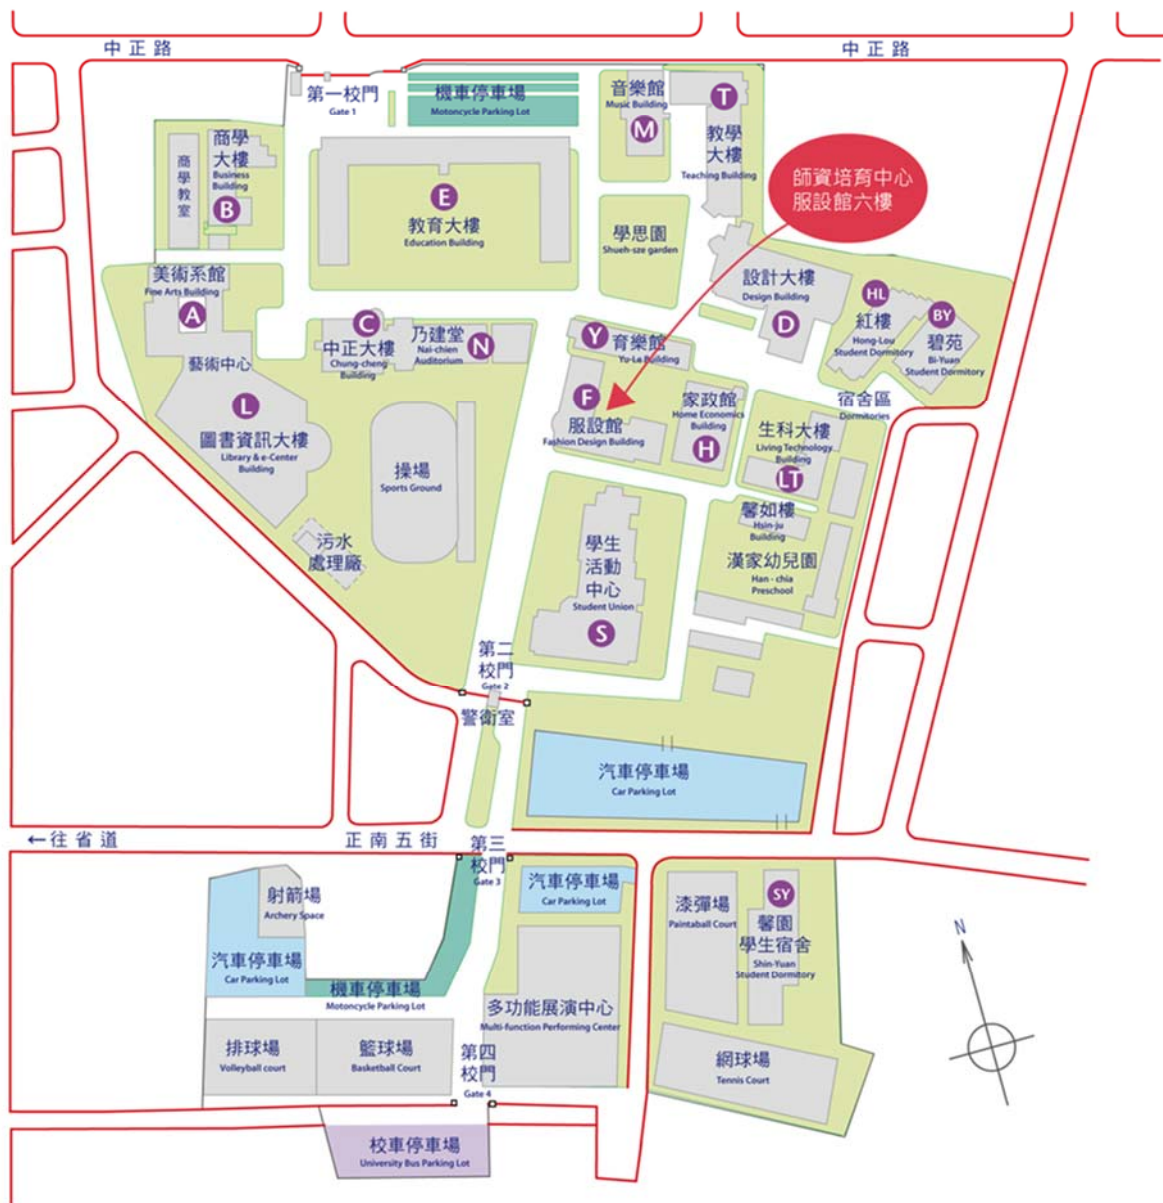 中正路
中正路
第一校門
Gate 1
機車停車場
Motoncycle Parking Lot
音樂館
Music Building
M
T
教學
大樓
Teaching Building
師資培育中心
服設館六樓
商學教室
商學
大樓
Business
Building
B
E
教育大樓
Education Building
學思園
Shueh-sze garden
設計大樓
Design Building
D
HL
紅樓
Hong-Lou
Student Dormitory
BY
碧苑
Bi-Yuan
Student Dormitory
宿舍區
Dormitories
美術系館
Fine Arts Building
A
藝術中心
C
中正大樓
Chung-cheng
Building
乃建堂
Nai-chien
Auditorium
N
Y
育樂館
Yu-Le Building
F
服設館
Fashion Design Building
家政館
Home Economics
Building
H
生科大樓
Living Technology
Building
LT
L
圖書資訊大樓
Library & e-Center
Building
操場
Sports Ground
污水
處理廠
學生
活動
中心
Student Union
S
馨如樓
Hsin-ju
Building
漢家幼兒園
Han - chia
Preschool
第二
校門
Gate 2
警衛室
汽車停車場
Car Parking Lot
←往省道
正南五街
第三
校門
Gate 3
射箭場
Archery Space
汽車停車場
Car Parking Lot
機車停車場
Motoncycle Parking Lot
汽車停車場
Car Parking Lot
漆彈場
Paintaball Court
SY
馨園
學生宿舍
Shin-Yuan
Student Dormitory
N
多功能展演中心
Multi-function Performing Center
排球場
Volleyball court
籃球場
Basketball Court
第四
校門
Gate 4
網球場
Tennis Court
校車停車場
University Bus Parking Lot